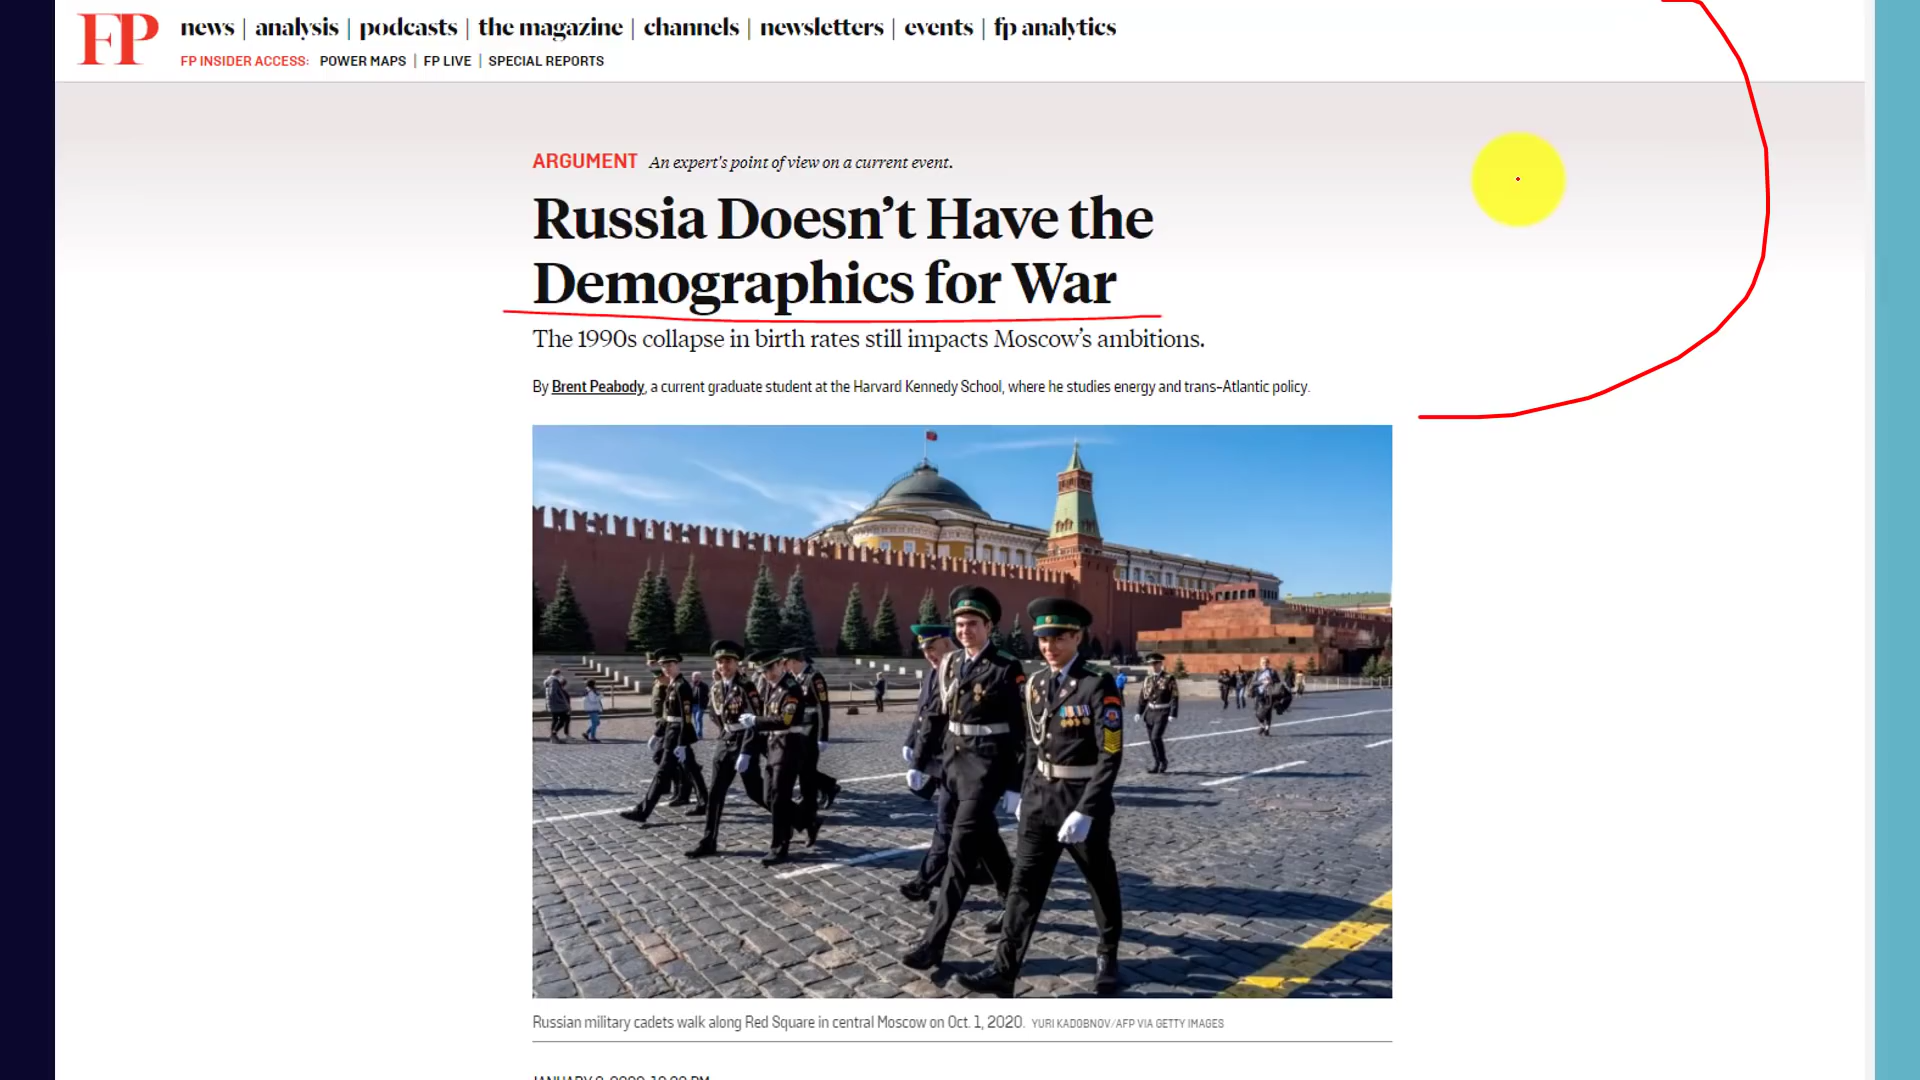 FP
news | analysis | podcasts | the magazine | channels | newsletters | events | fp analytics
FP INSIDER ACCESS: POWER MAPS | FP LIVE | SPECIAL REPORTS
ARGUMENT An expert's point of view on a current event.
Russia Doesn’t Have the
Demographics for War
The 1990s collapse in birth rates still impacts Moscow’s ambitions.
By Brent Peabody, a current graduate student at the Harvard Kennedy School, where he studies energy and trans-Atlantic policy.
Russian military cadets walk along Red Square in central Moscow on Oct. 1, 2020. YURI KADOBNOV/AFP VIA GETTY IMAGES
JANUARY